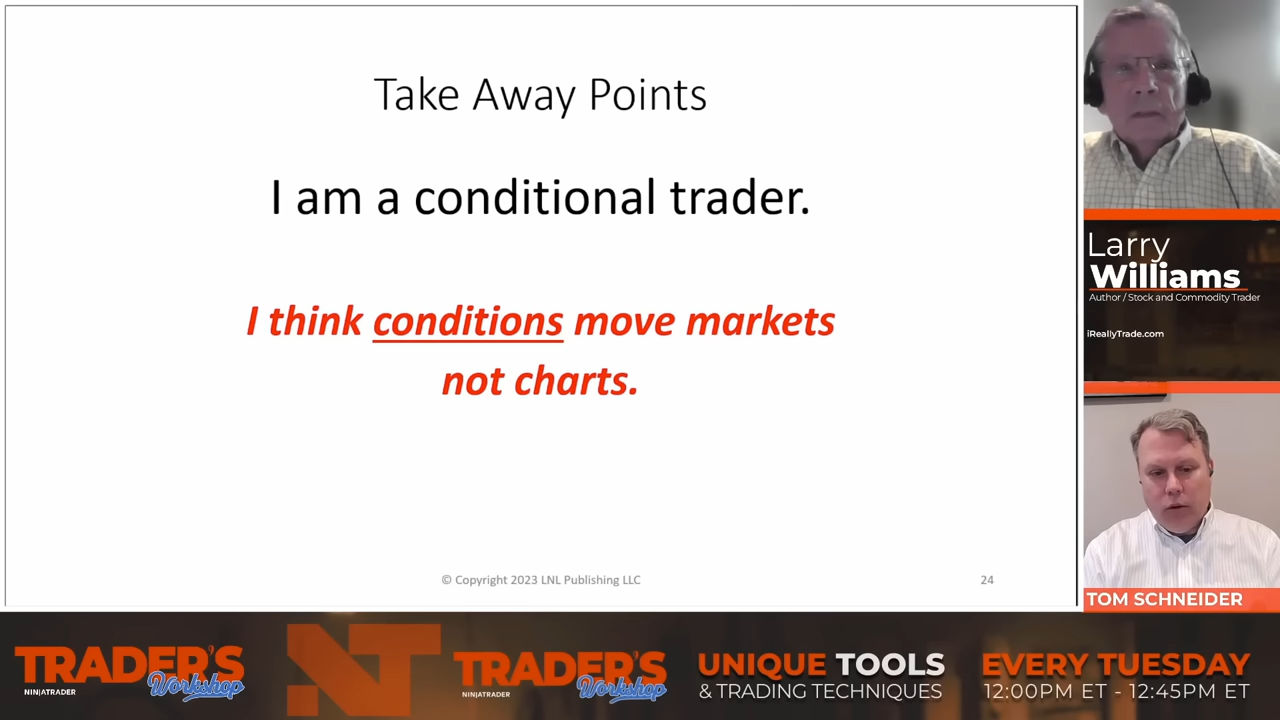 Take Away Points
I am a conditional trader.
I think conditions move markets
not charts.
© Copyright 2023 LNL Publishing LLC
24
Larry
Williams
Author / Stock and Commodity Trader
iReallyTrade.com
TOM SCHNEIDER
TRADER'S
NINJATRADER
Workshop
NT
TRADER'S
NINJATRADER
Workshop
UNIQUE TOOLS
& TRADING TECHNIQUES
EVERY TUESDAY
12:00PM ET - 12:45PM ET